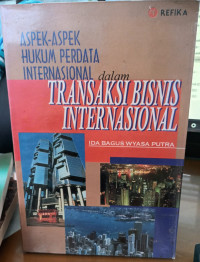 REFIKA
ASPEK-ASPEK
HUKUM PERDATA
INTERNASIONAL dalam
TRANSAKSI BISNIS
INTERNASIONAL
IDA BAGUS WYASA PUTRA